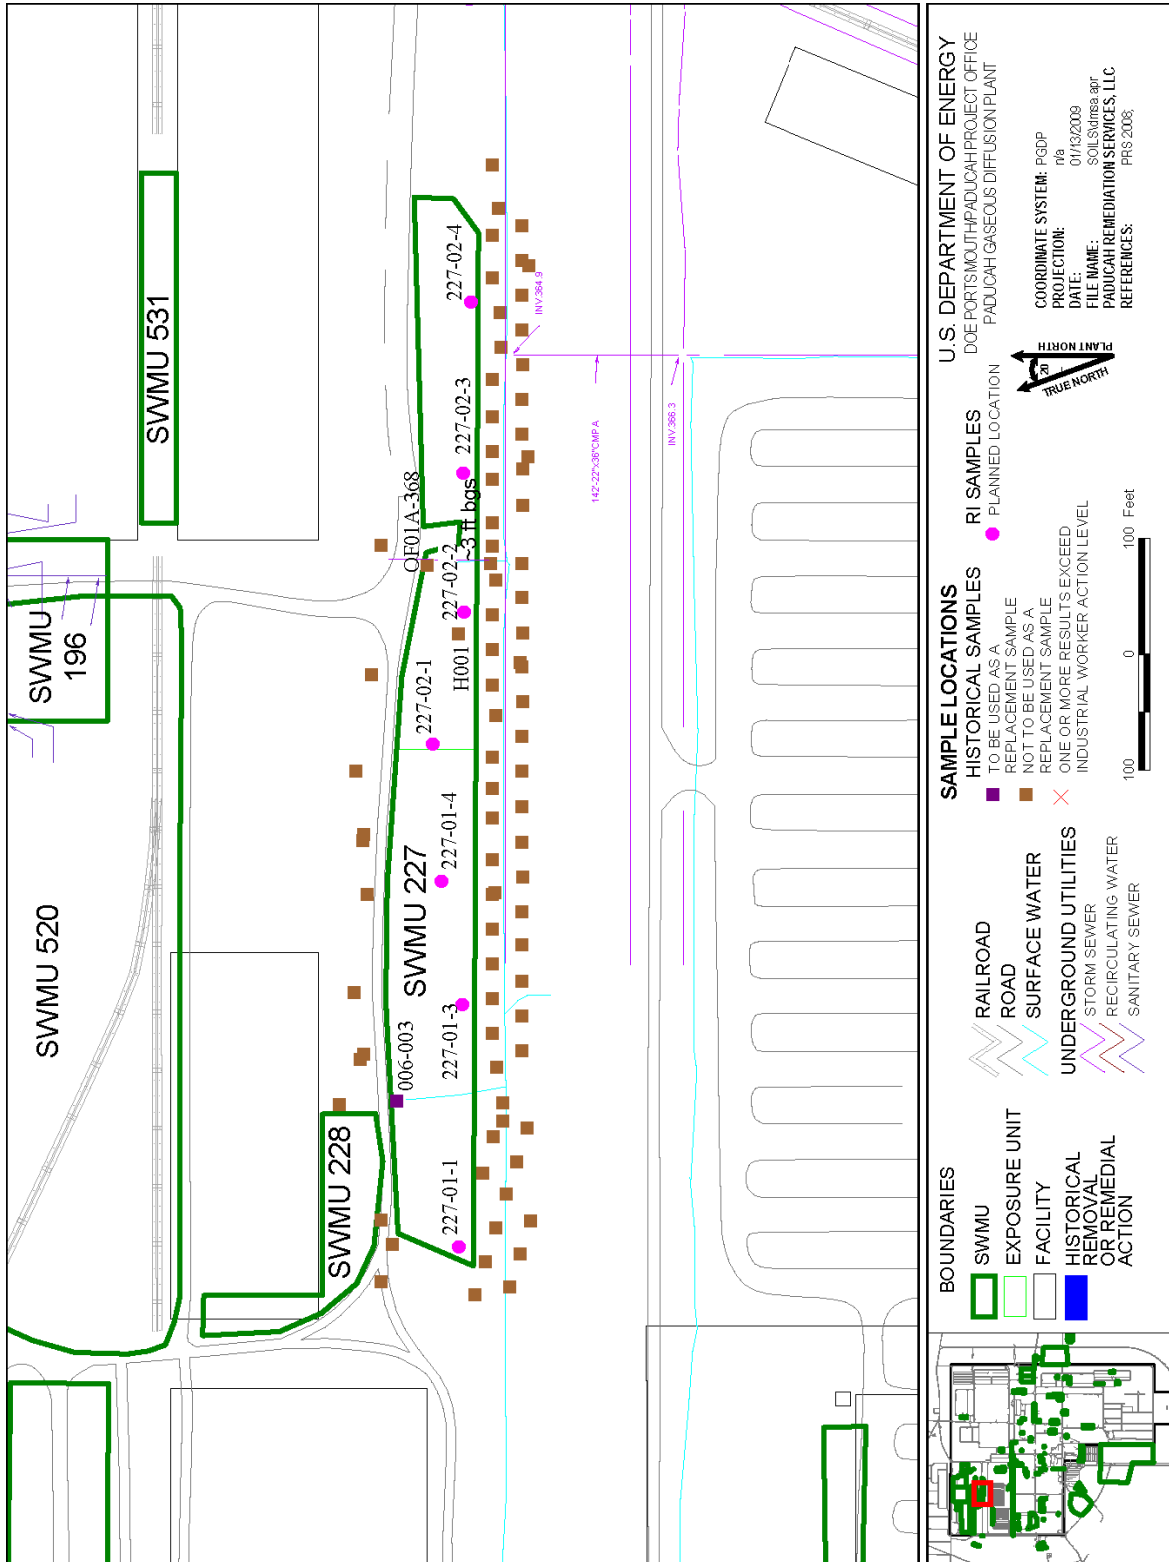 SWMU 520
SWMU
196
SWMU 531
SWMU 228
SWMU 227
006-003
227-01-1
227-01-3
227-01-4
227-02-1
H001
227-02-2
~3 ft bgs
OF01A-368
227-02-3
227-02-4
INV.364.9
142'-22"x36"CMPA
INV.366.3
BOUNDARIES
SWMU
EXPOSURE UNIT
FACILITY
HISTORICAL
REMOVAL
OR REMEDIAL
ACTION
RAILROAD
ROAD
SURFACE WATER
UNDERGROUND UTILITIES
STORM SEWER
RECIRCULATING WATER
SANITARY SEWER
SAMPLE LOCATIONS
HISTORICAL SAMPLES
TO BE USED AS A
REPLACEMENT SAMPLE
NOT TO BE USED AS A
REPLACEMENT SAMPLE
ONE OR MORE RESULTS EXCEED
INDUSTRIAL WORKER ACTION LEVEL
RI SAMPLES
PLANNED LOCATION
100 0 100 Feet
20
TRUE NORTH
PLANT NORTH
U.S. DEPARTMENT OF ENERGY
DOE PORTSMOUTH/PADUCAH PROJECT OFFICE
PADUCAH GASEOUS DIFFUSION PLANT
COORDINATE SYSTEM: PGDP
PROJECTION: n/a
DATE: 01/13/2009
FILE NAME: SOILS\dmsa.apr
PADUCAH REMEDIATION SERVICES, LLC
REFERENCES: PRS 2008;